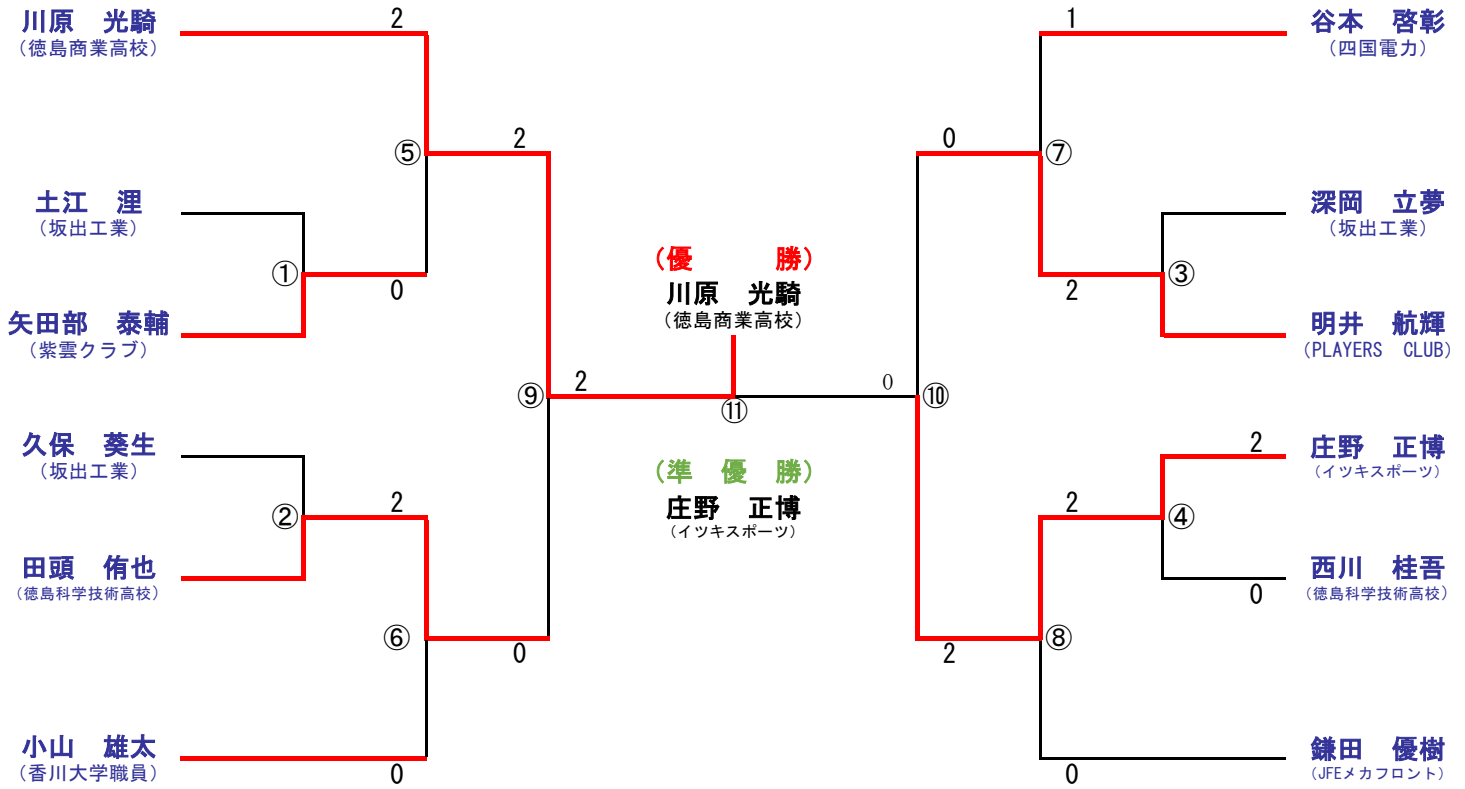 川原　光騎
（徳島商業高校）
2
⑤
2
土江　浬
（坂出工業）
①
0
矢田部　泰輔
（紫雲クラブ）
⑨
2
久保　葵生
（坂出工業）
②
2
田頭　侑也
（徳島科学技術高校）
⑥
0
小山　雄太
（香川大学職員）
0
（優　　勝）
川原　光騎
（徳島商業高校）
⑪
（準　優　勝）
庄野　正博
（イツキスポーツ）
1
谷本　啓彰
（四国電力）
0
⑦
深岡　立夢
（坂出工業）
③
2
明井　航輝
（PLAYERS　CLUB）
0
⑩
2
庄野　正博
（イツキスポーツ）
2
④
西川　桂吾
（徳島科学技術高校）
0
2
⑧
鎌田　優樹
（JFEメカフロント）
0